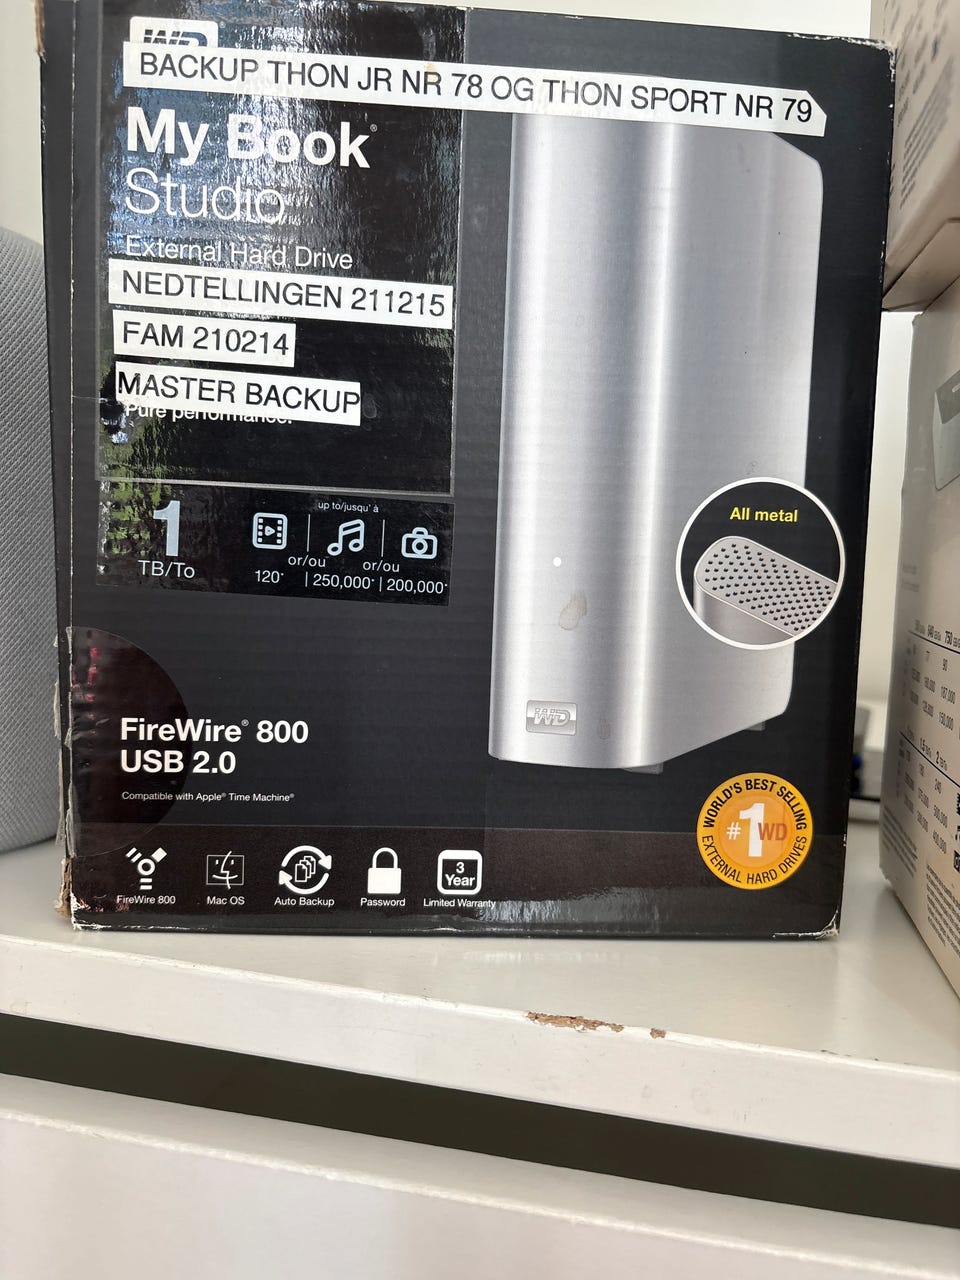 WD
BACKUP THON JR NR 78 OG THON SPORT NR 79
My Book®
Studio
External Hard Drive
NEDTELLINGEN 211215
FAM 210214
MASTER BACKUP
Pure performance.
1
TB/To
up to/jusqu' à
or/ou or/ou
120* | 250,000* | 200,000*
All metal
WD
FireWire® 800
USB 2.0
Compatible with Apple® Time Machine®
WORLD'S BEST SELLING
#1 WD
EXTERNAL HARD DRIVES
3
Year
FireWire 800 Mac OS Auto Backup Password Limited Warranty